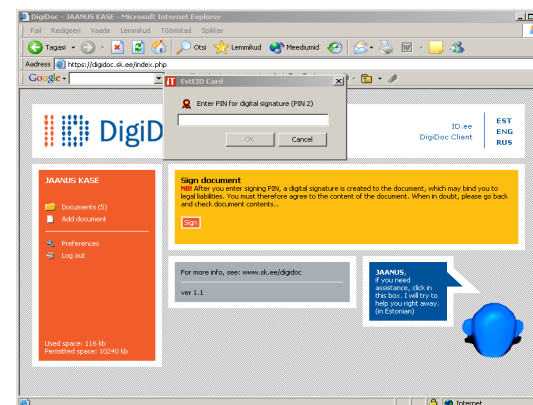 DigiDoc - JAANUS KASE - Microsoft Internet Explorer
Fail Redigeeri Vaade Lemmikud Tööriistad Spikker
Tagasi Otsi Lemmikud Meediumid
Aadress https://digidoc.sk.ee/index.php
Google
EstEID Card
Enter PIN for digital signature (PIN 2)
OK Cancel
DigiD
ID.ee
DigiDoc Client
EST
ENG
RUS
JAANUS KASE
Documents (5)
Add document
Preferences
Log out
Used space: 116 kb
Permitted space: 10240 kb
Sign document
NB! After you enter signing PIN, a digital signature is created to the document, which may bind you to
legal liabilities. You must therefore agree to the content of the document. When in doubt, please go back
and check document contents..
Sign
For more info, see: www.sk.ee/digidoc
ver 1.1
JAANUS,
if you need
assistance, click in
this box. I will try to
help you right away.
(in Estonian)
Internet